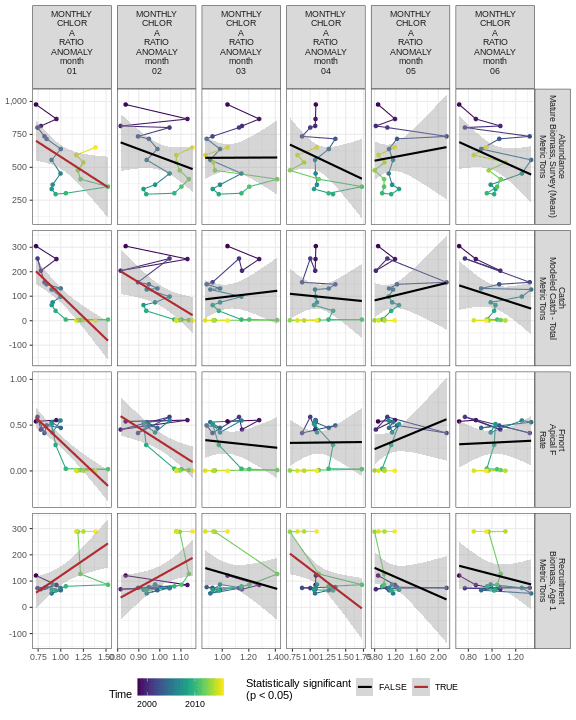 MONTHLY MONTHLY MONTHLY MONTHLY MONTHLY MONTHLY
CHLOR CHLOR CHLOR CHLOR CHLOR CHLOR
A A A A A A
RATIO RATIO RATIO RATIO RATIO RATIO
ANOMALY ANOMALY ANOMALY ANOMALY ANOMALY ANOMALY
month month month month month month
01 02 03 04 05 06
1,000
750
500
250
Abundance
Mature Biomass, Survey (Mean)
Metric Tons
300
200
100
0
-100
Catch
Modeled Catch - Total
Metric Tons
1.00
0.50
0.00
Fmort
Apical F
Rate
300
200
100
0
-100
Recruitment
Biomass, Age 1
Metric Tons
0.75 1.00 1.25 1.50
0.80 0.90 1.00 1.10
1.00 1.20 1.40
0.75 1.00 1.25 1.50 1.75
0.80 1.20 1.60 2.00
0.80 1.00 1.20
Time
2000 2010
Statistically significant
(p < 0.05)
FALSE TRUE